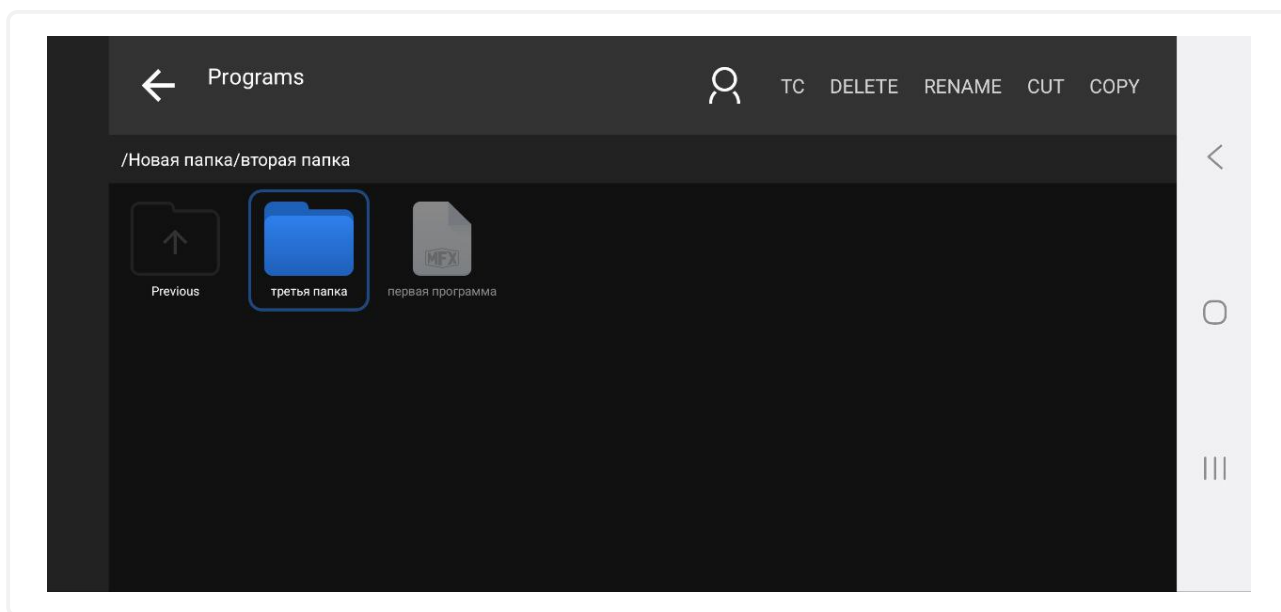 Programs
TC DELETE RENAME CUT COPY
/Новая папка/вторая папка
MFX
Previous третья папка первая программа